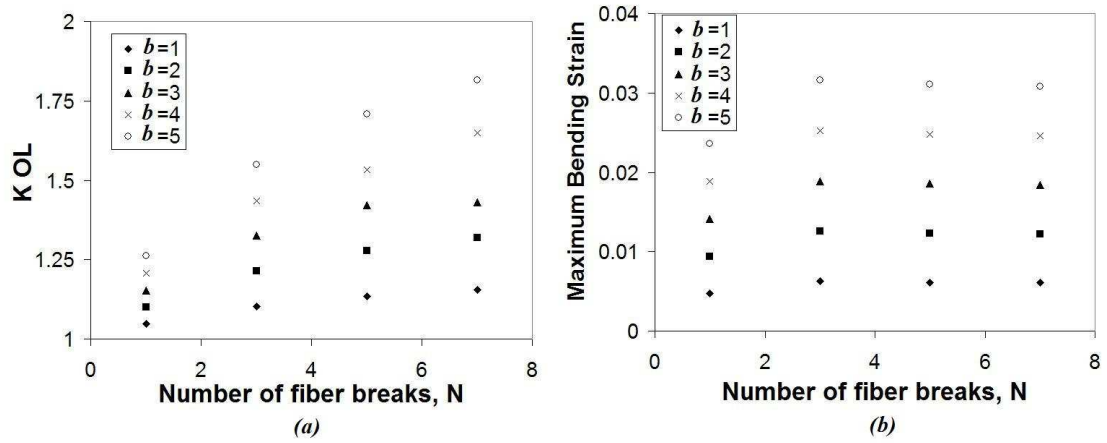 2
1.75
1.5
1.25
1
0 2 4 6 8
K OL
b=1
b=2
b=3
b=4
b=5
Number of fiber breaks, N
(a)
0.04
0.03
0.02
0.01
0
0 2 4 6 8
Maximum Bending Strain
b=1
b=2
b=3
b=4
b=5
Number of fiber breaks, N
(b)